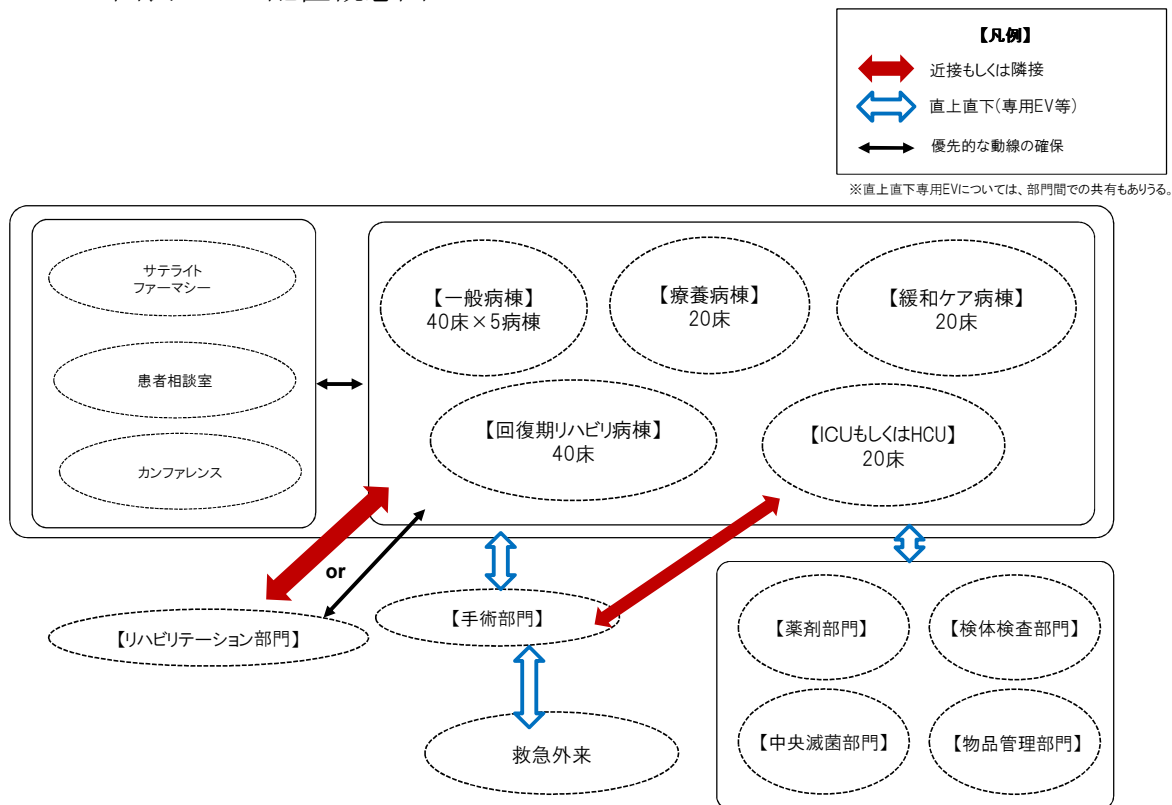 【凡例】
近接もしくは隣接
直上直下(専用EV等)
優先的な動線の確保
※直上直下専用EVについては、部門間での共有もありうる。
サテライト
ファーマシー
患者相談室
カンファレンス
【一般病棟】
40床×5病棟
【療養病棟】
20床
【緩和ケア病棟】
20床
【回復期リハビリ病棟】
40床
【ICUもしくはHCU】
20床
or
【リハビリテーション部門】
【手術部門】
救急外来
【薬剤部門】
【検体検査部門】
【中央滅菌部門】
【物品管理部門】